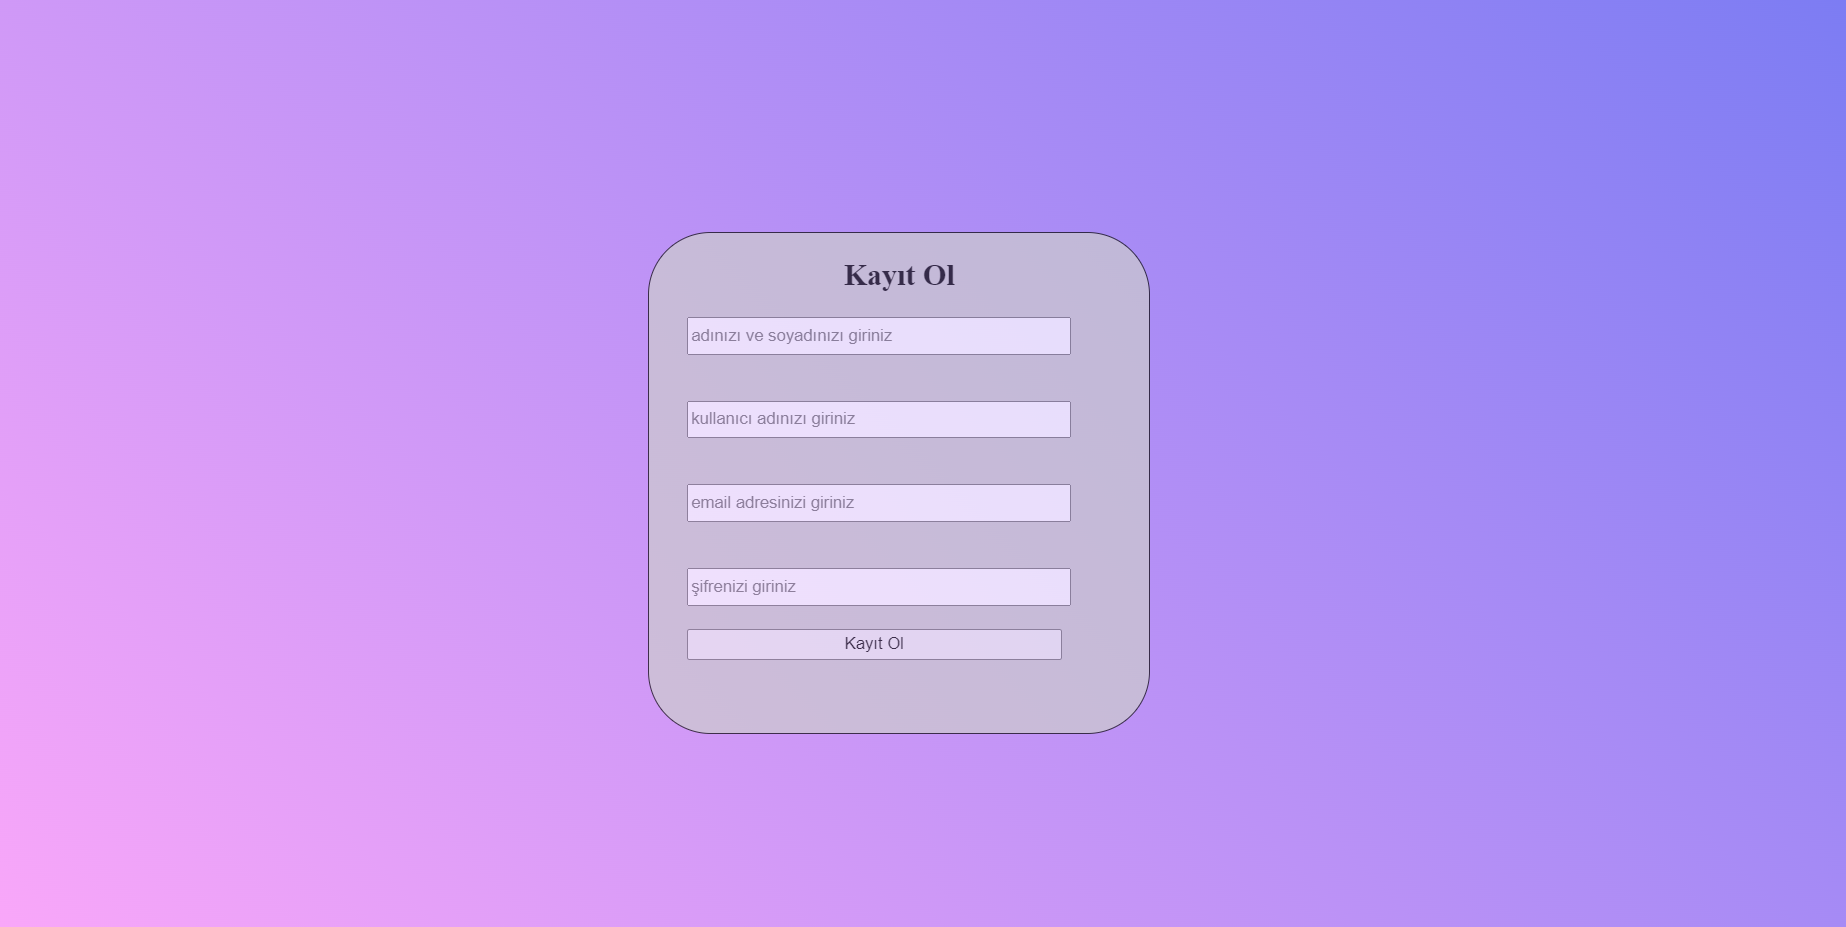 Kayıt Ol
adınızı ve soyadınızı giriniz
kullanıcı adınızı giriniz
email adresinizi giriniz
şifrenizi giriniz
Kayıt Ol